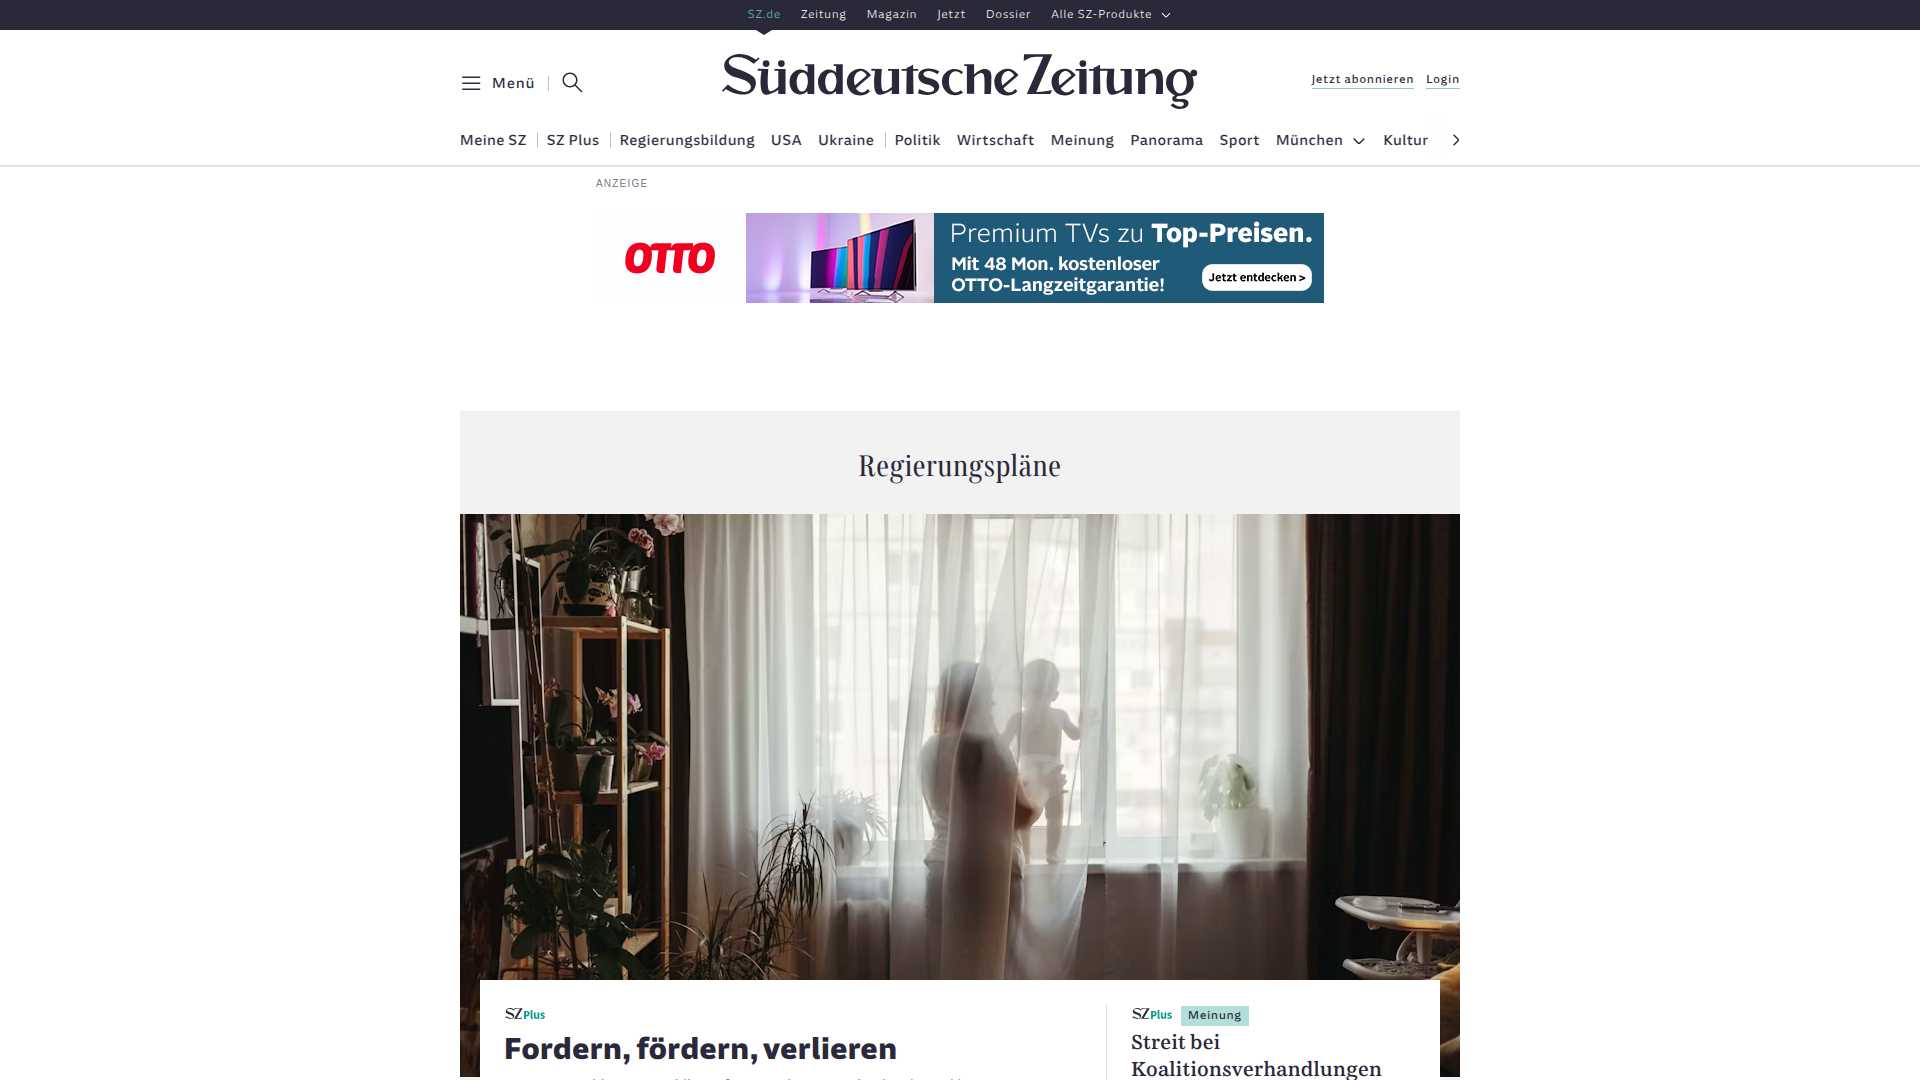 SZ.de Zeitung Magazin Jetzt Dossier Alle SZ-Produkte
Menü
Süddeutsche Zeitung
Jetzt abonnieren Login
Meine SZ SZ Plus Regierungsbildung USA Ukraine Politik Wirtschaft Meinung Panorama Sport München Kultur
ANZEIGE
OTTO
Premium TVs zu Top-Preisen.
Mit 48 Mon. kostenloser
OTTO-Langzeitgarantie!
Jetzt entdecken >
Regierungspläne
SZ Plus
Fordern, fördern, verlieren
SZ Plus Meinung
Streit bei
Koalitionsverhandlungen